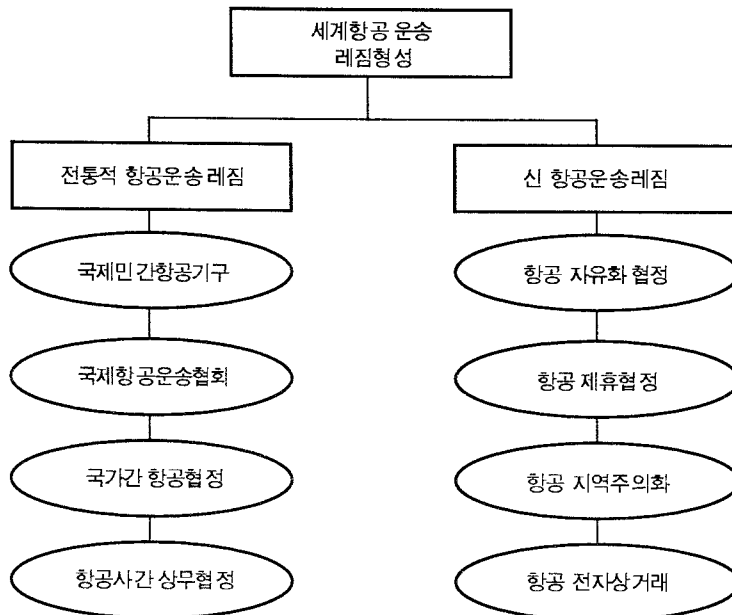 세계항공 운송
레짐형성
전통적 항공운송 레짐
신 항공운송레짐
국제민간항공기구
항공 자유화 협정
국제항공운송협회
항공 제휴협정
국가간 항공협정
항공 지역주의화
항공사간 상무협정
항공 전자상거래